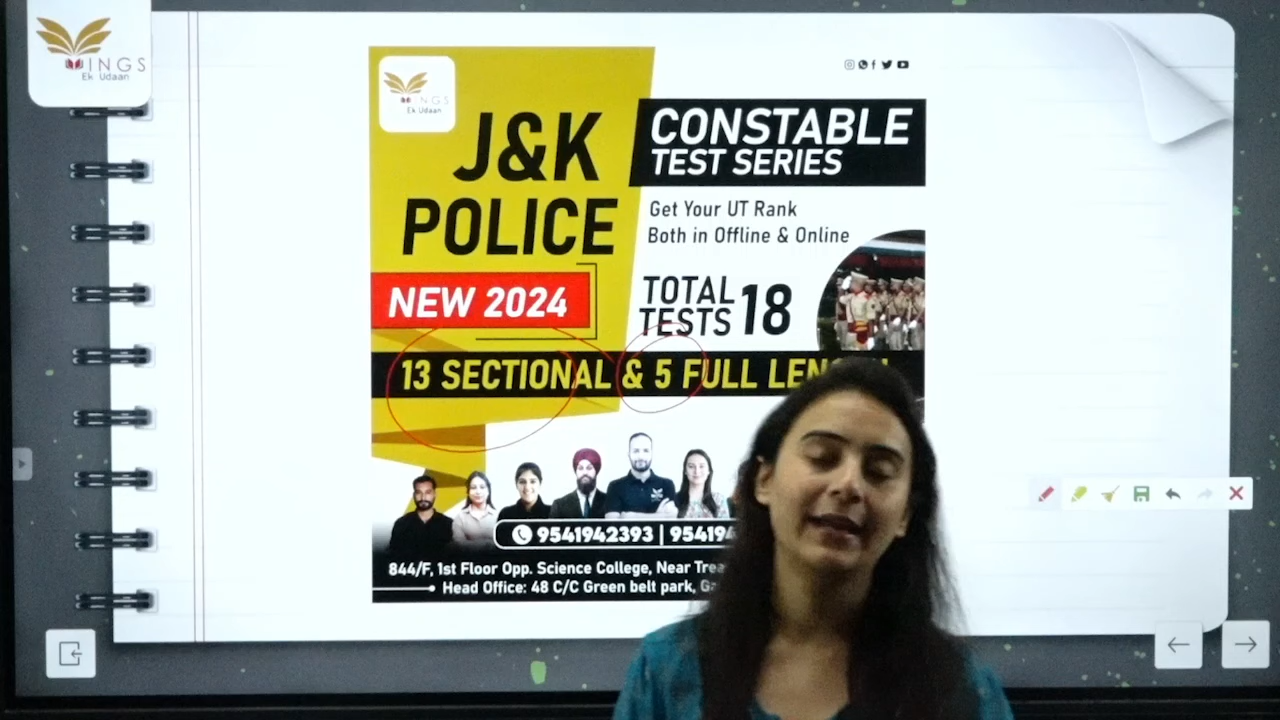 WINGS
Ek Udaan
WINGS
Ek Udaan
J&K
POLICE
NEW 2024
CONSTABLE
TEST SERIES
Get Your UT Rank
Both in Offline & Online
TOTAL
TESTS 18
13 SECTIONAL & 5 FULL
9541942393 |
844/F, 1st Floor Opp. Science College, Near
Head Office: 48 C/C Green belt park,